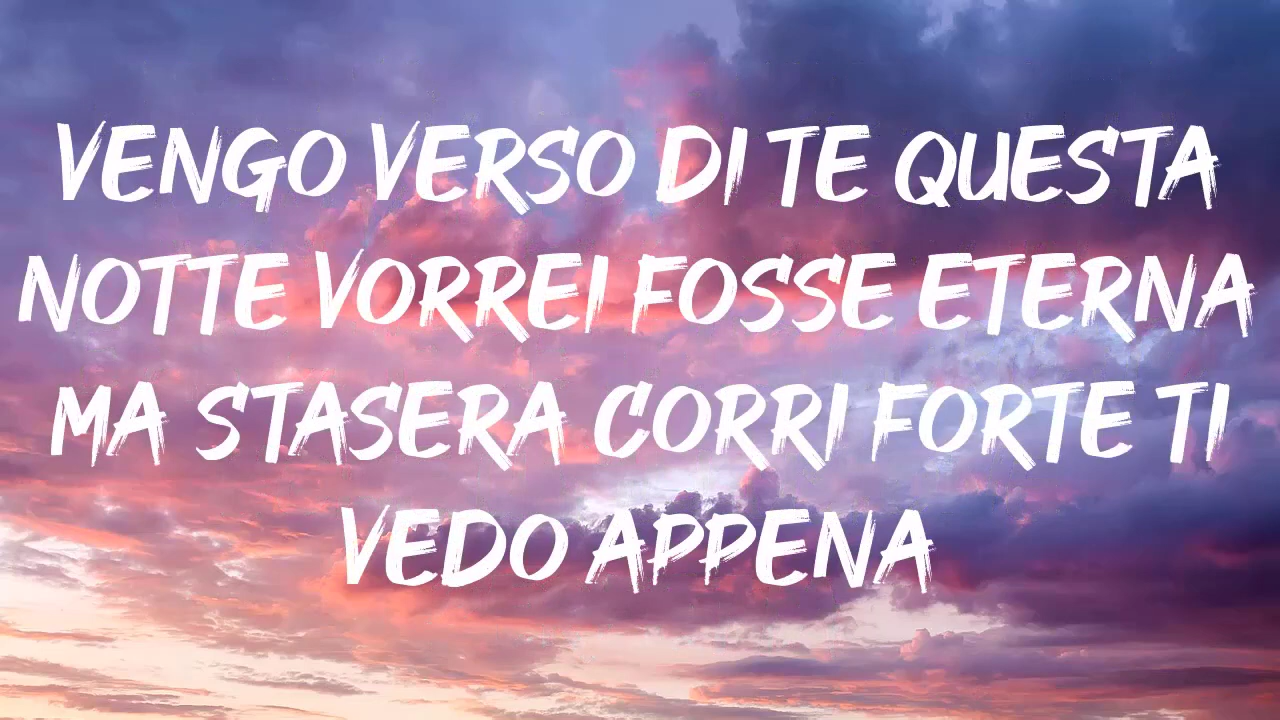 VENGO VERSO DI TE QUESTA
NOTTE VORREI FOSSE ETERNA
MA STASERA CORRI FORTE TI
VEDO APPENA